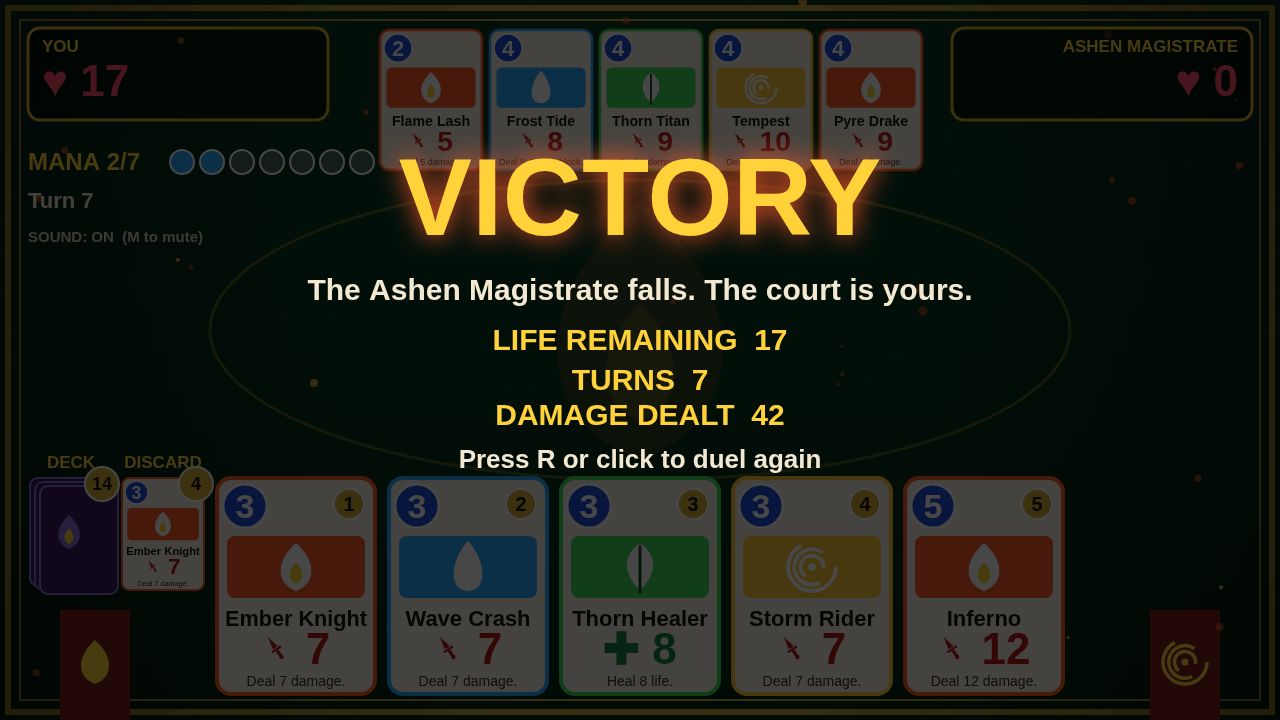 YOU
♥ 17
2
Flame Lash
5
4
Frost Tide
8
4
Thorn Titan
9
4
Tempest
10
4
Pyre Drake
9
ASHEN MAGISTRATE
♥ 0
MANA 2/7
Turn 7
SOUND: ON (M to mute)
VICTORY
The Ashen Magistrate falls. The court is yours.
LIFE REMAINING 17
TURNS 7
DAMAGE DEALT 42
Press R or click to duel again
DECK
14
DISCARD
4
3
Ember Knight
7
Deal 7 damage.
3
1
Ember Knight
7
Deal 7 damage.
3
2
Wave Crash
7
Deal 7 damage.
3
3
Thorn Healer
8
Heal 8 life.
3
4
Storm Rider
7
Deal 7 damage.
5
5
Inferno
12
Deal 12 damage.